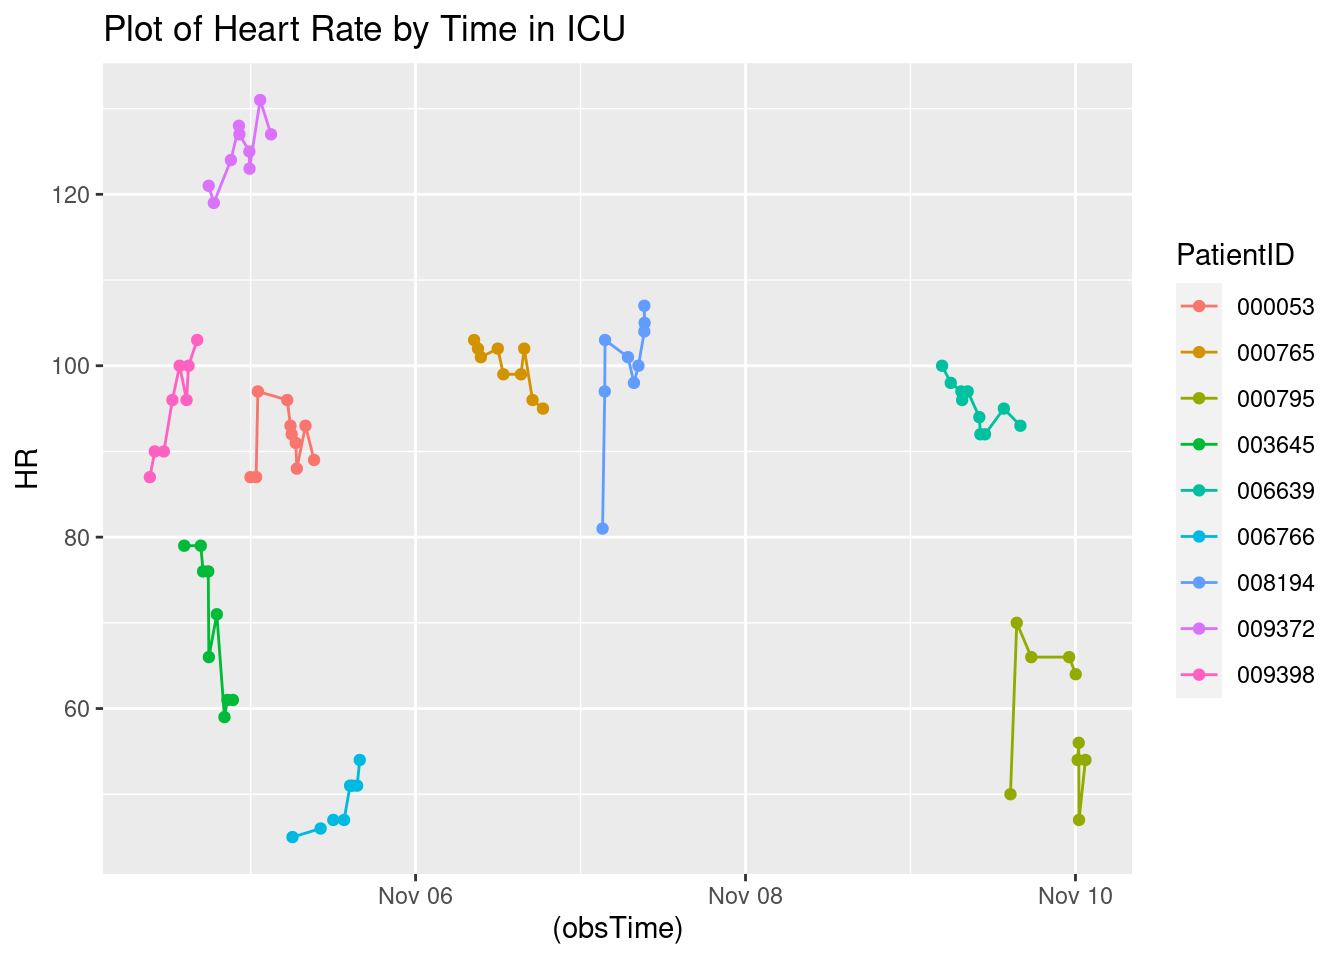 Plot of Heart Rate by Time in ICU
HR
120
100
80
60
Nov 06
Nov 08
Nov 10
(obsTime)
PatientID
000053
000765
000795
003645
006639
006766
008194
009372
009398